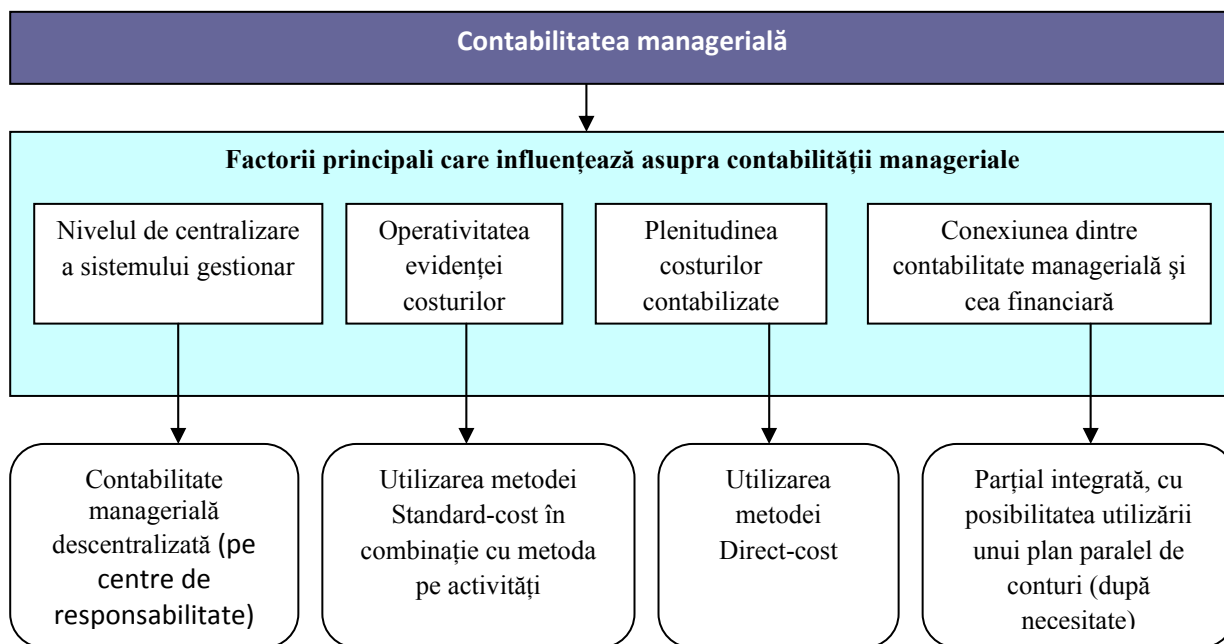 Contabilitatea managerială
Factorii principali care influențează asupra contabilității manageriale
Nivelul de centralizare
a sistemului gestionar
Operativitatea
evidenței
costurilor
Plenitudinea
costurilor
contabilizate
Conexiunea dintre
contabilitate managerială şi
cea financiară
Contabilitate
managerială
descentralizată (pe
centre de
responsabilitate)
Utilizarea metodei
Standard-cost în
combinație cu metoda
pe activități
Utilizarea
metodei
Direct-cost
Parțial integrată, cu
posibilitatea utilizării
unui plan paralel de
conturi (după
necesitate)